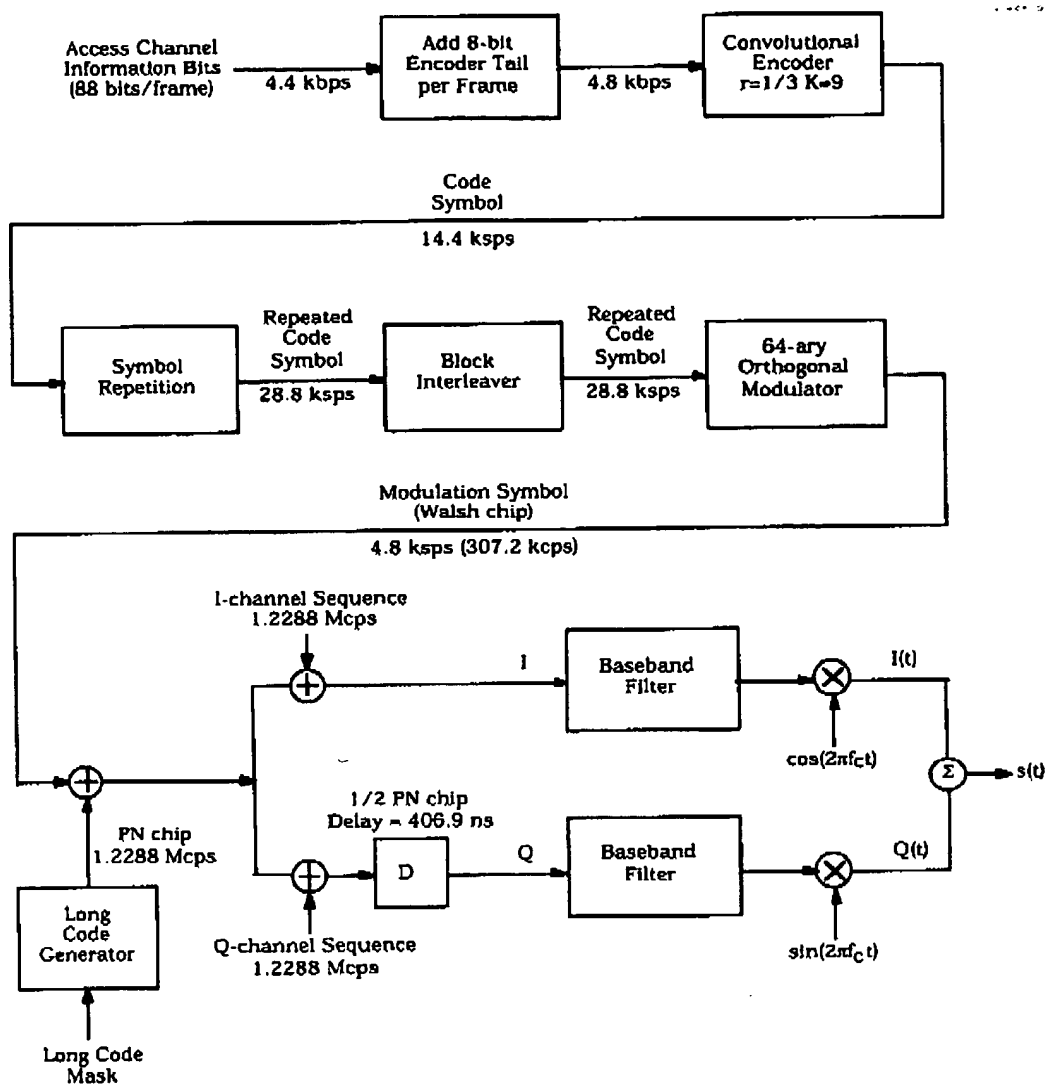 Access Channel
Information Bits
(88 bits/frame)
4.4 kbps
Add 8-bit
Encoder Tail
per Frame
4.8 kbps
Convolutional
Encoder
r=1/3 K=9
Code
Symbol
14.4 ksps
Symbol
Repetition
Repeated
Code
Symbol
28.8 ksps
Block
Interleaver
Repeated
Code
Symbol
28.8 ksps
64-ary
Orthogonal
Modulator
Modulation Symbol
(Walsh chip)
4.8 ksps (307.2 kcps)
I-channel Sequence
1.2288 Mcps
I
Baseband
Filter
I(t)
cos(2πfct)
Σ
s(t)
PN chip
1.2288 Mcps
1/2 PN chip
Delay = 406.9 ns
D
Q
Baseband
Filter
Q(t)
sin(2πfct)
Q-channel Sequence
1.2288 Mcps
Long
Code
Generator
Long Code
Mask